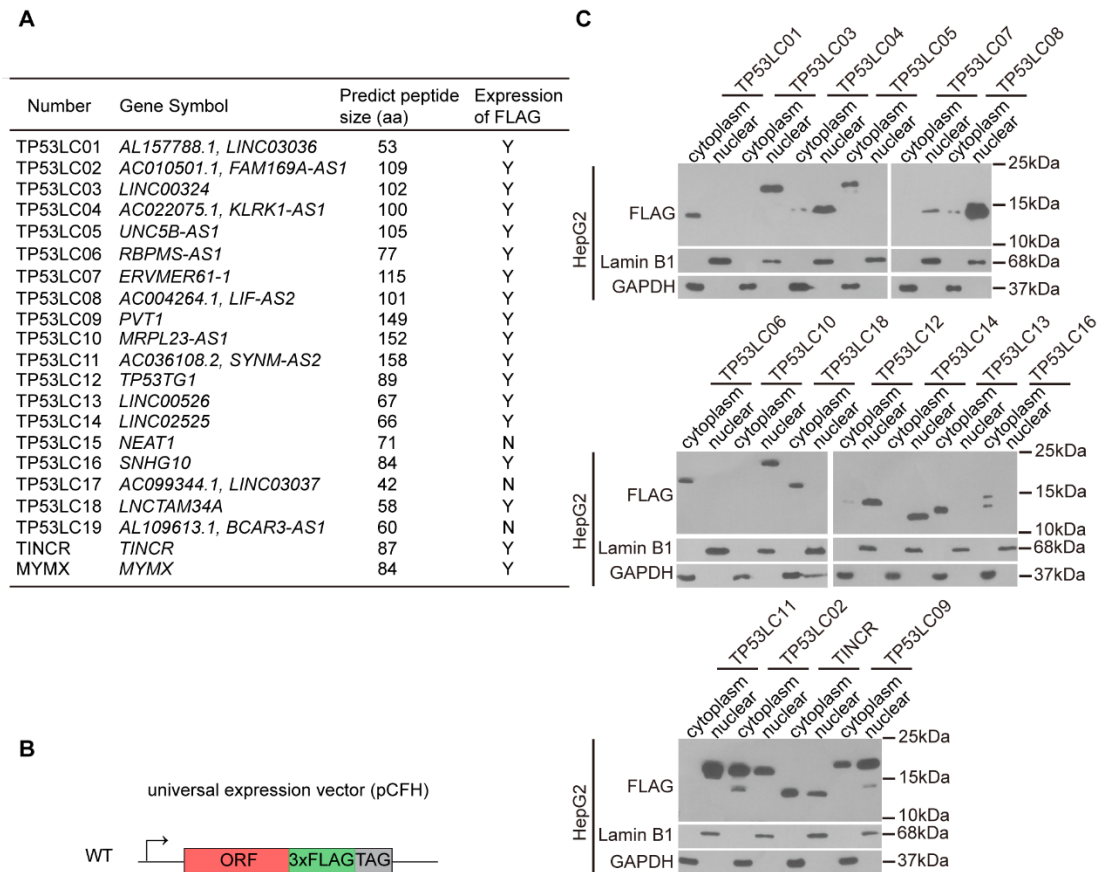 A
Number Gene Symbol Predict peptide size (aa) Expression of FLAG
TP53LC01 AL157788.1, LINC03036 53 Y
TP53LC02 AC010501.1, FAM169A-AS1 109 Y
TP53LC03 LINC00324 102 Y
TP53LC04 AC022075.1, KLRK1-AS1 100 Y
TP53LC05 UNC5B-AS1 105 Y
TP53LC06 RBPMS-AS1 77 Y
TP53LC07 ERVMER61-1 115 Y
TP53LC08 AC004264.1, LIF-AS2 101 Y
TP53LC09 PVT1 149 Y
TP53LC10 MRPL23-AS1 152 Y
TP53LC11 AC036108.2, SYNM-AS2 158 Y
TP53LC12 TP53TG1 89 Y
TP53LC13 LINC00526 67 Y
TP53LC14 LINC02525 66 Y
TP53LC15 NEAT1 71 N
TP53LC16 SNHG10 84 Y
TP53LC17 AC099344.1, LINC03037 42 N
TP53LC18 LNCTAM34A 58 Y
TP53LC19 AL109613.1, BCAR3-AS1 60 N
TINCR TINCR 87 Y
MYMX MYMX 84 Y
B
universal expression vector (pCFH)
WT ORF 3xFLAG TAG
C
TP53LC01 TP53LC03 TP53LC04 TP53LC05 TP53LC07 TP53LC08
cytoplasm nuclear cytoplasm nuclear cytoplasm nuclear cytoplasm nuclear cytoplasm nuclear cytoplasm nuclear
HepG2
25kDa
FLAG 15kDa
10kDa
Lamin B1 68kDa
GAPDH 37kDa
TP53LC06 TP53LC10 TP53LC18 TP53LC12 TP53LC14 TP53LC13 TP53LC16
cytoplasm nuclear cytoplasm nuclear cytoplasm nuclear cytoplasm nuclear cytoplasm nuclear cytoplasm nuclear cytoplasm nuclear
HepG2
25kDa
FLAG 15kDa
10kDa
Lamin B1 68kDa
GAPDH 37kDa
TP53LC11 TP53LC02 TINCR TP53LC09
cytoplasm nuclear cytoplasm nuclear cytoplasm nuclear cytoplasm nuclear
HepG2
25kDa
FLAG 15kDa
10kDa
Lamin B1 68kDa
GAPDH 37kDa